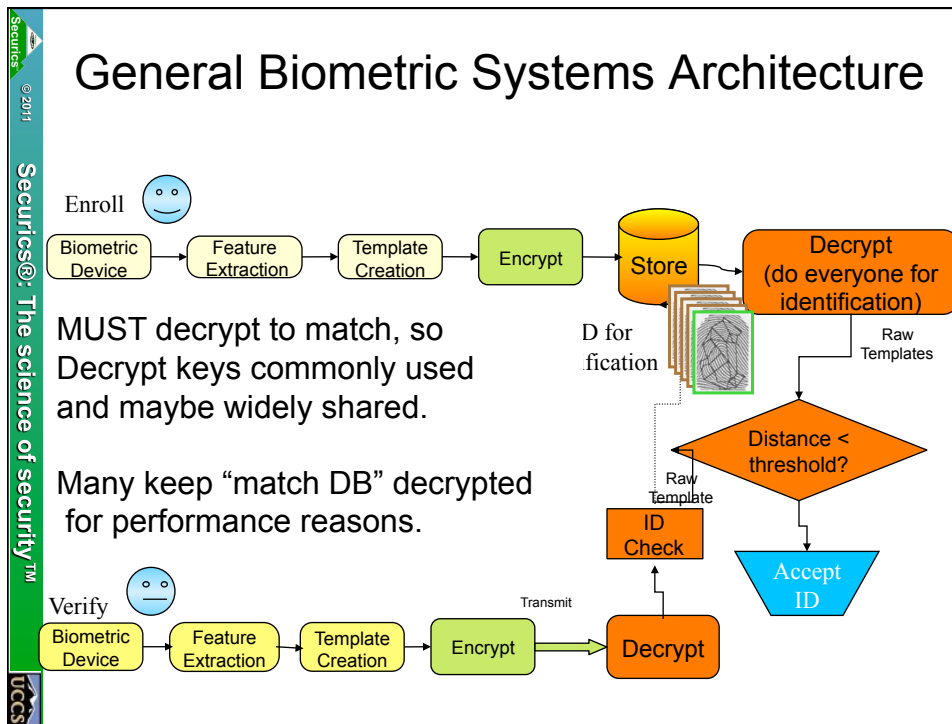 General Biometric Systems Architecture
Securics
© 2011
Securics®: The science of security™
UCCS
Enroll
Biometric
Device
Feature
Extraction
Template
Creation
Encrypt
Store
Decrypt
(do everyone for
identification)
MUST decrypt to match, so
Decrypt keys commonly used
and maybe widely shared.
D for
ification
Raw
Templates
Distance <
threshold?
Many keep “match DB” decrypted
for performance reasons.
Raw
Template
ID
Check
Accept
ID
Verify
Transmit
Biometric
Device
Feature
Extraction
Template
Creation
Encrypt
Decrypt